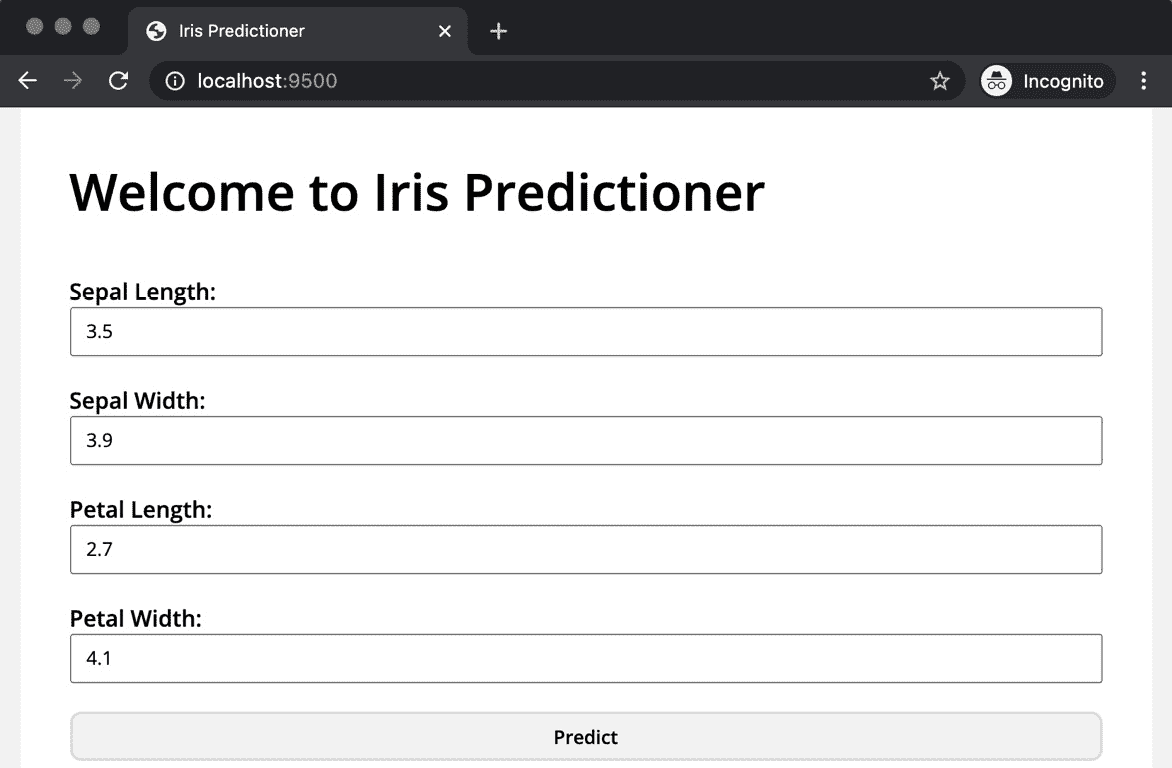 Iris Predictioner
localhost:9500
Incognito
Welcome to Iris Predictioner
Sepal Length:
3.5
Sepal Width:
3.9
Petal Length:
2.7
Petal Width:
4.1
Predict